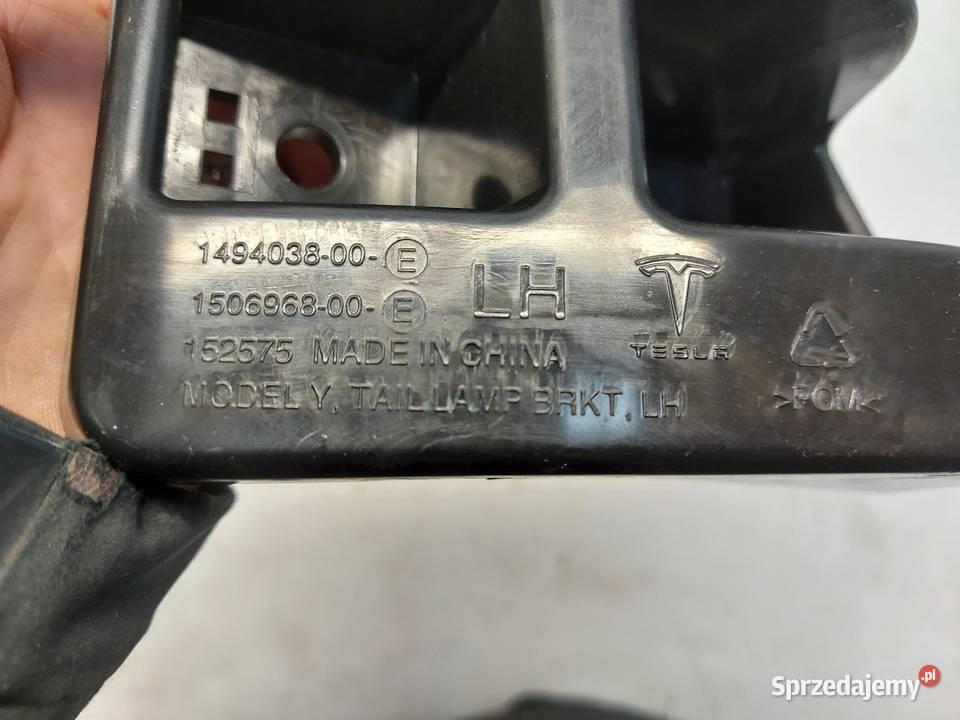 1494038-00-E
1506968-00-E
LH
TESLA
152575 MADE IN CHINA
MODEL Y, TAIL LAMP BRKT, LH
>POM<
Sprzedajemy.pl